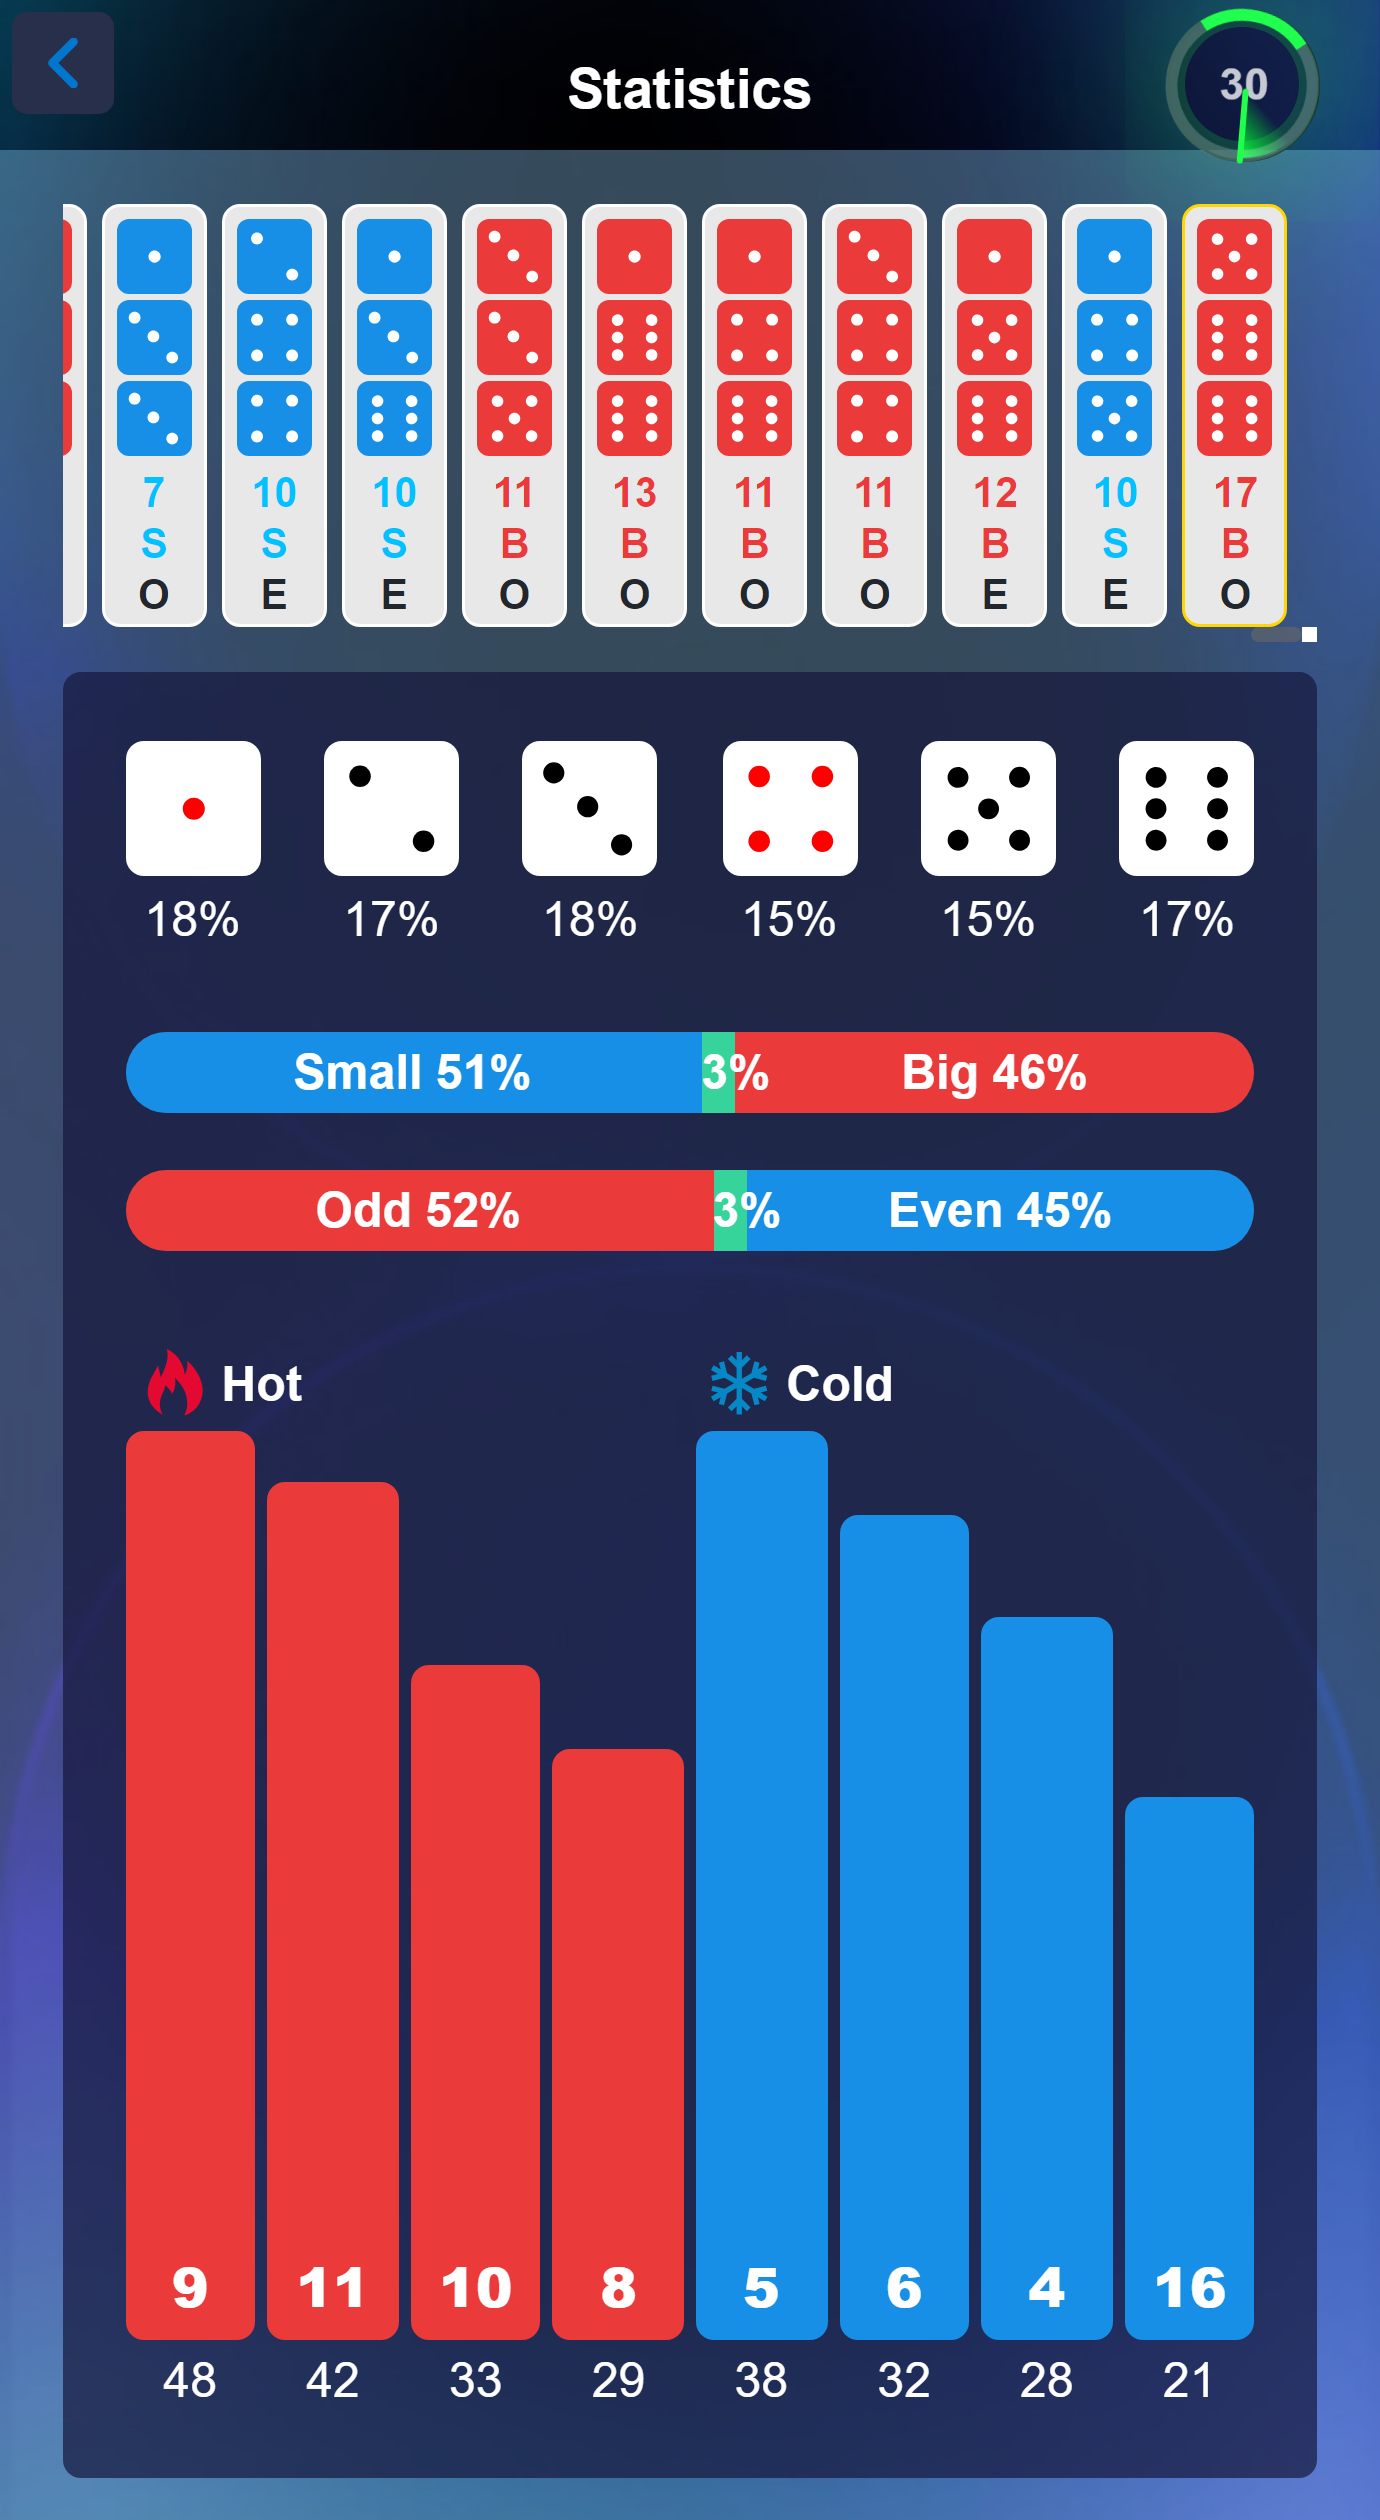 Statistics
30
7 10 10 11 13 11 11 12 10 17
S S S B B B B B S B
O E E O O O O E E O
18% 17% 18% 15% 15% 17%
Small 51% 3% Big 46%
Odd 52% 3% Even 45%
Hot Cold
9 11 10 8 5 6 4 16
48 42 33 29 38 32 28 21